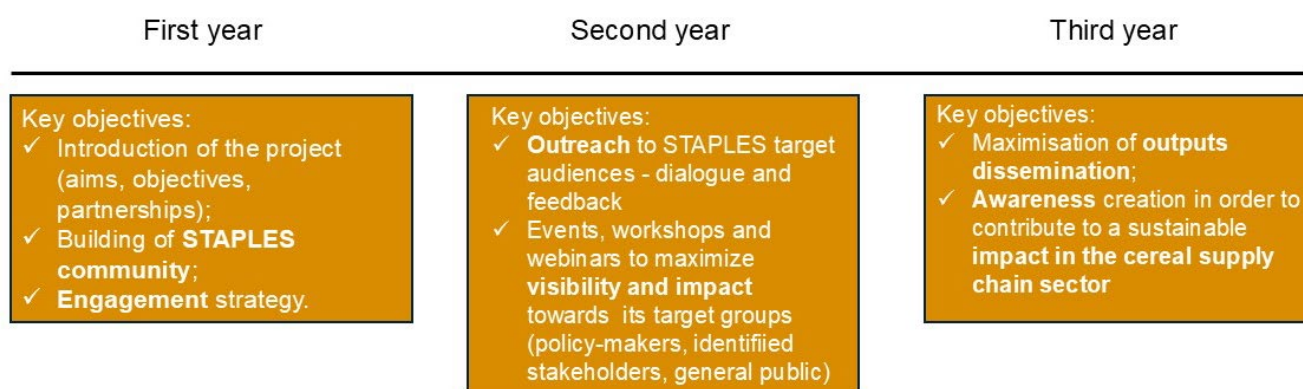 First year
Second year
Third year
Key objectives:
✓ Introduction of the project
(aims, objectives,
partnerships);
✓ Building of STAPLES
community;
✓ Engagement strategy.
Key objectives:
✓ Outreach to STAPLES target
audiences - dialogue and
feedback
✓ Events, workshops and
webinars to maximize
visibility and impact
towards its target groups
(policy-makers, identifiied
stakeholders, general public)
Key objectives:
✓ Maximisation of outputs
dissemination;
✓ Awareness creation in order to
contribute to a sustainable
impact in the cereal supply
chain sector